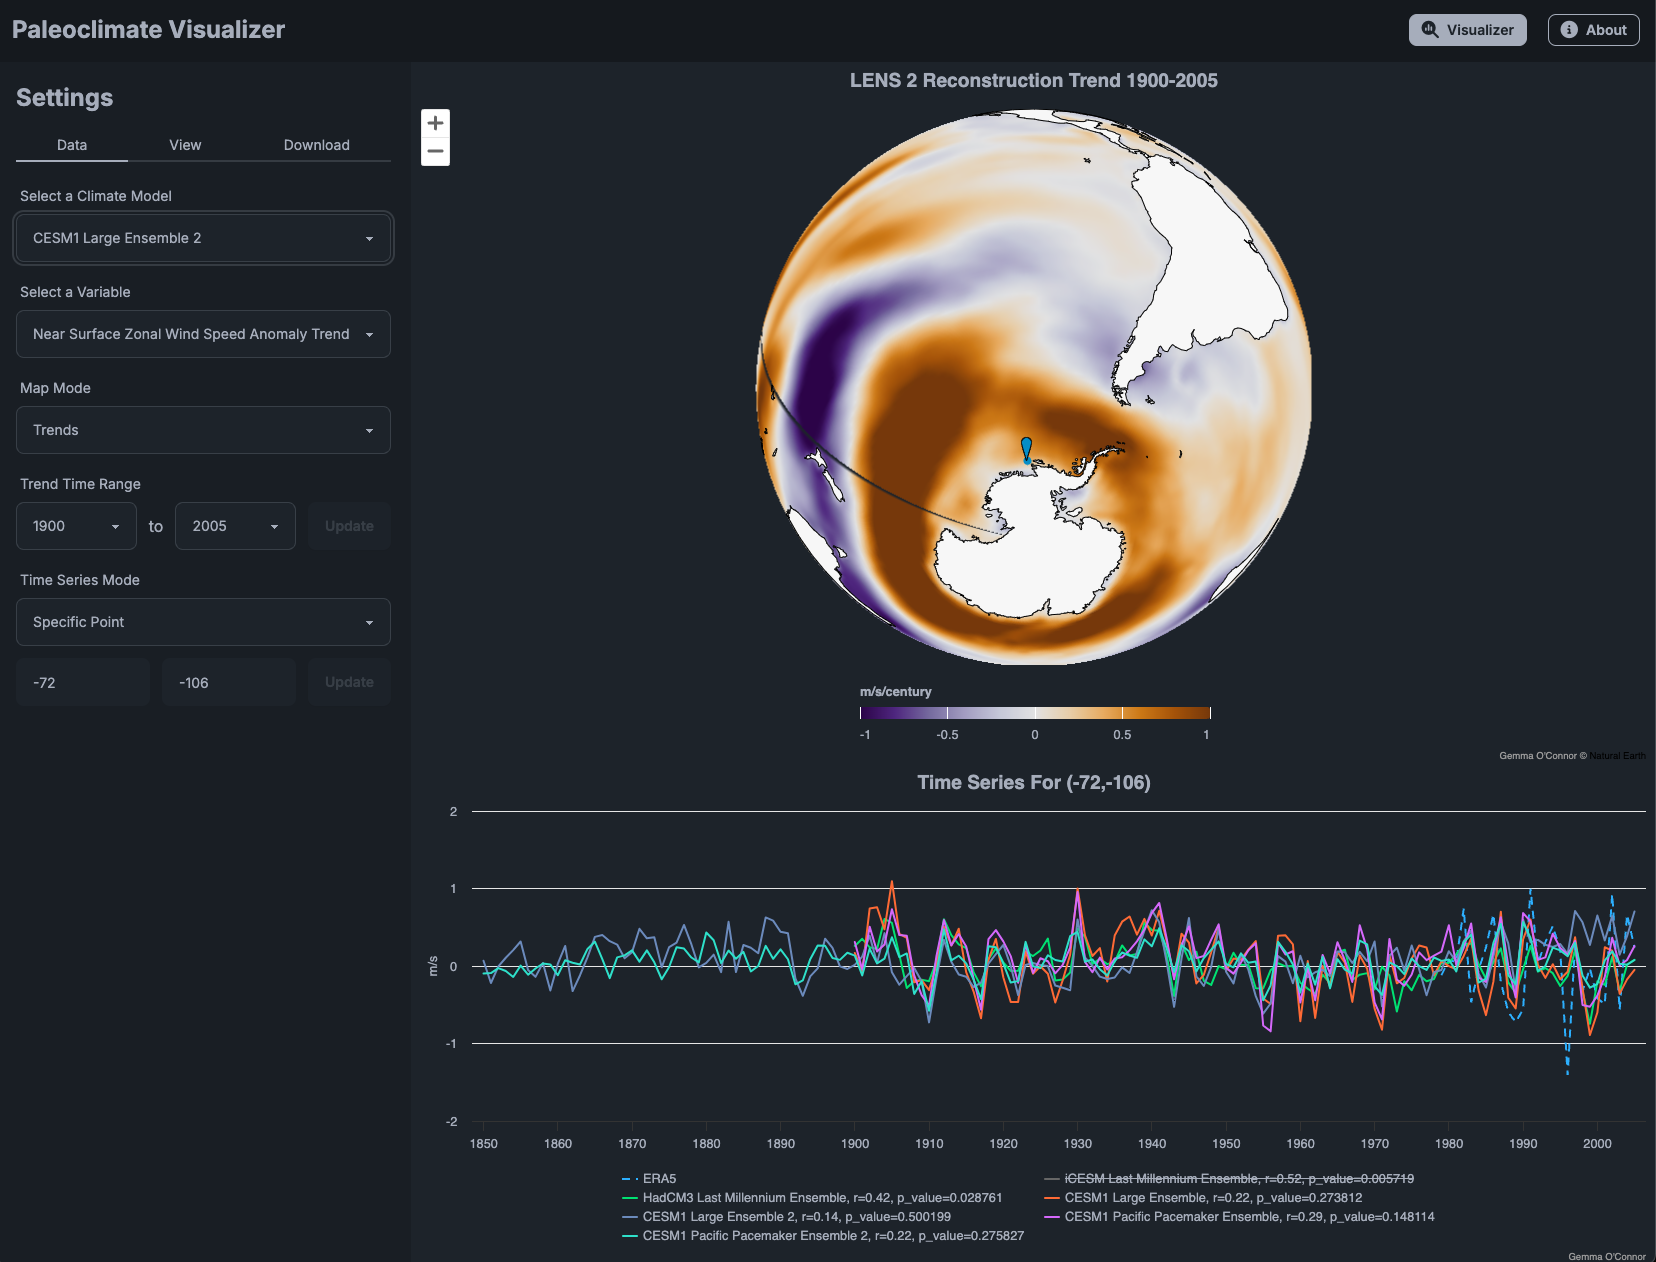 Paleoclimate Visualizer
Visualizer
About
Settings
Data
View
Download
Select a Climate Model
CESM1 Large Ensemble 2
Select a Variable
Near Surface Zonal Wind Speed Anomaly Trend
Map Mode
Trends
Trend Time Range
1900
to
2005
Update
Time Series Mode
Specific Point
-72
-106
Update
LENS 2 Reconstruction Trend 1900-2005
+
−
m/s/century
-1
-0.5
0
0.5
1
Gemma O'Connor © Natural Earth
Time Series For (-72,-106)
2
1
0
-1
-2
m/s
1850
1860
1870
1880
1890
1900
1910
1920
1930
1940
1950
1960
1970
1980
1990
2000
ERA5
iCESM Last Millennium Ensemble, r=0.52, p_value=0.005719
HadCM3 Last Millennium Ensemble, r=0.42, p_value=0.028761
CESM1 Large Ensemble, r=0.22, p_value=0.273812
CESM1 Large Ensemble 2, r=0.14, p_value=0.500199
CESM1 Pacific Pacemaker Ensemble, r=0.29, p_value=0.148114
CESM1 Pacific Pacemaker Ensemble 2, r=0.22, p_value=0.275827
Gemma O'Connor